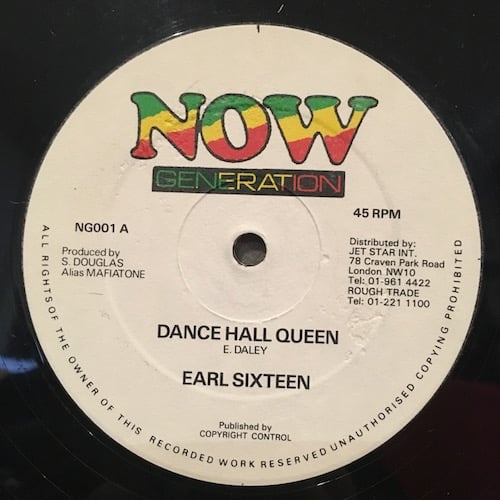 NOW
GENERATION
NG001 A
45 RPM
Produced by
S. DOUGLAS
Alias MAFIATONE
Distributed by:
JET STAR INT.
78 Craven Park Road
London NW10
Tel: 01-961 4422
ROUGH TRADE
Tel: 01-221 1100
DANCE HALL QUEEN
E. DALEY
EARL SIXTEEN
Published by
COPYRIGHT CONTROL
ALL RIGHTS OF THE OWNER OF THIS RECORDED WORK RESERVED UNAUTHORISED COPYING PROHIBITED